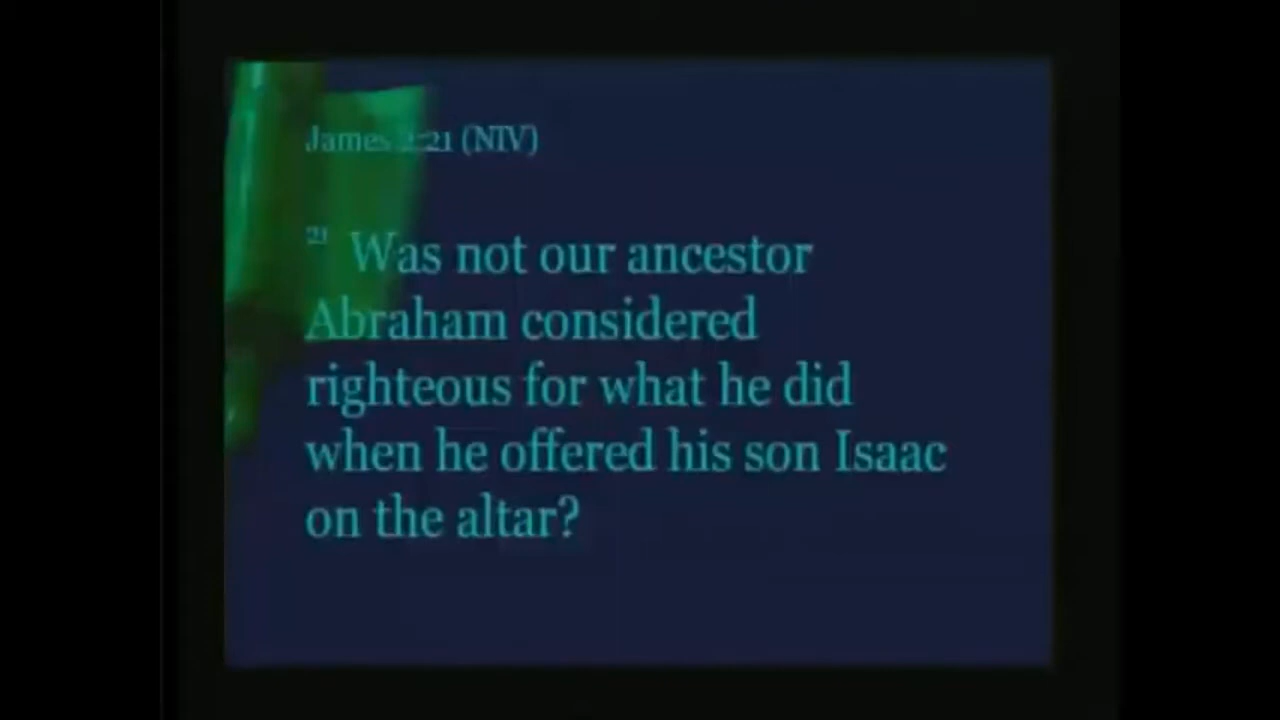 James 2:21 (NIV)
21 Was not our ancestor
Abraham considered
righteous for what he did
when he offered his son Isaac
on the altar?